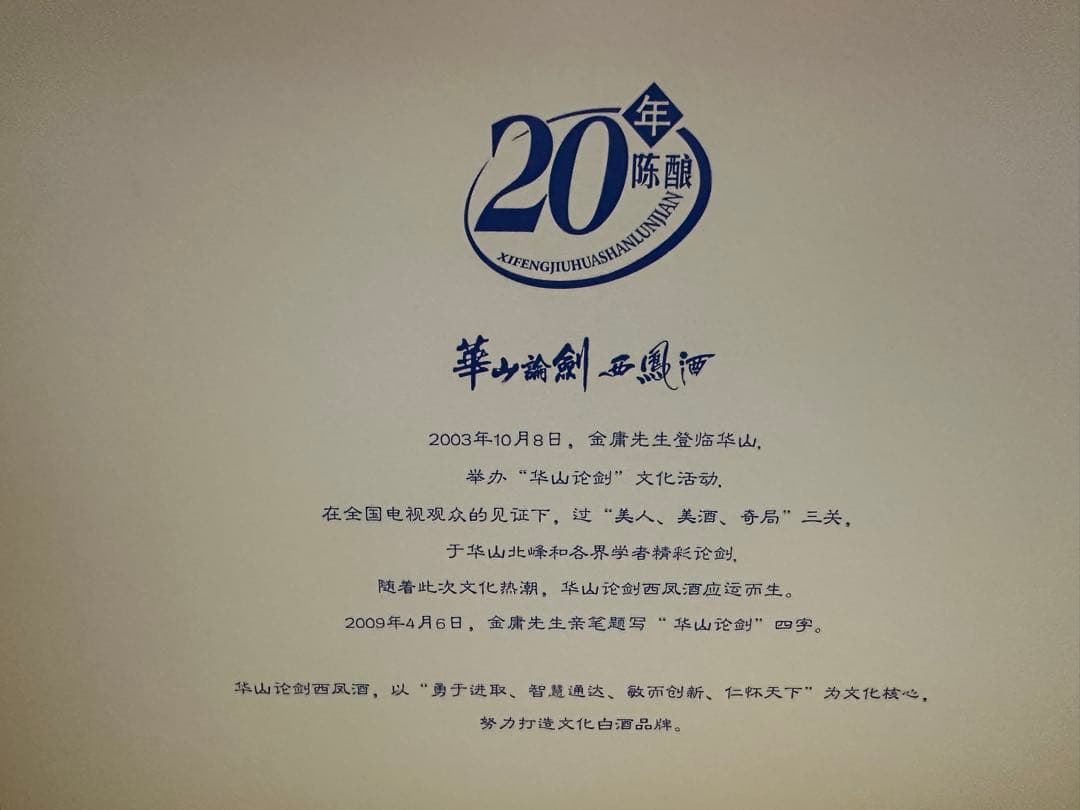 20年
陈酿
XIFENGJIUHUASHANLUNJIAN
華山論劍 西鳳酒
2003年10月8日，金庸先生登临华山，
举办“华山论剑”文化活动，
在全国电视观众的见证下，过“美人、美酒、奇局”三关，
于华山北峰和各界学者精彩论剑，
随着此次文化热潮，华山论剑西凤酒应运而生。
2009年4月6日，金庸先生亲笔题写“华山论剑”四字。
华山论剑西凤酒，以“勇于进取、智慧通达、敏而创新、仁怀天下”为文化核心，
努力打造文化白酒品牌。